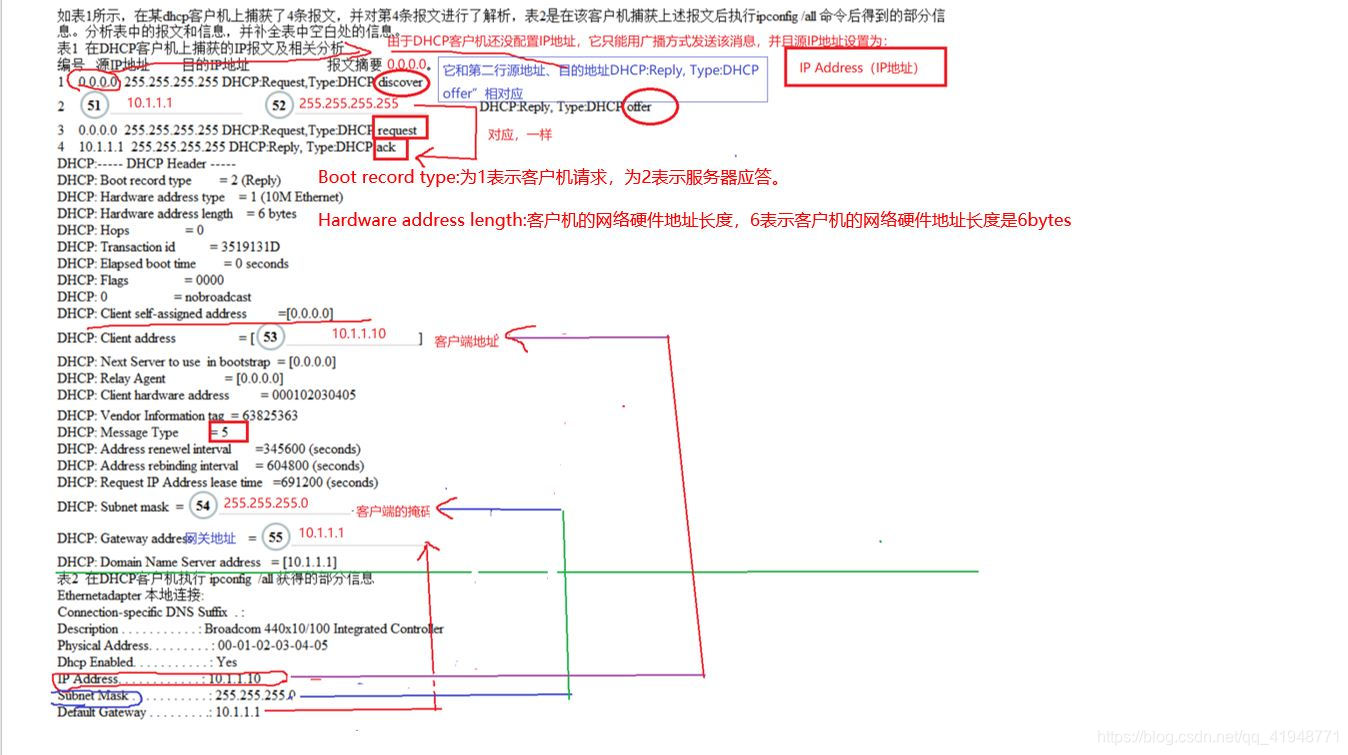 如表1所示，在某dhcp客户机上捕获了4条报文，并对第4条报文进行了解析，表2是在该客户机捕获上述报文后执行ipconfig /all 命令后得到的部分信
息。分析表中的报文和信息，并补全表中空白处的信息。
由于DHCP客户机还没配置IP地址，它只能用广播方式发送该消息，并且源IP地址设置为：
0.0.0.0。
表1 在DHCP客户机上捕获的IP报文及相关分析
编号 源IP地址 目的IP地址 报文摘要
IP Address（IP地址）
它和第二行源地址、目的地址DHCP:Reply, Type:DHCP
offer”相对应
1 0.0.0.0 255.255.255.255 DHCP:Request,Type:DHCP discover
2 51 10.1.1.1 52 255.255.255.255 DHCP:Reply, Type:DHCP offer
3 0.0.0.0 255.255.255.255 DHCP:Request,Type:DHCP request
对应，一样
4 10.1.1.1 255.255.255.255 DHCP:Reply, Type:DHCP ack
DHCP:----- DHCP Header -----
DHCP: Boot record type = 2 (Reply)
Boot record type:为1表示客户机请求，为2表示服务器应答。
DHCP: Hardware address type = 1 (10M Ethernet)
DHCP: Hardware address length = 6 bytes
Hardware address length:客户机的网络硬件地址长度，6表示客户机的网络硬件地址长度是6bytes
DHCP: Hops = 0
DHCP: Transaction id = 3519131D
DHCP: Elapsed boot time = 0 seconds
DHCP: Flags = 0000
DHCP: 0 = nobroadcast
DHCP: Client self-assigned address =[0.0.0.0]
DHCP: Client address = [ 53 10.1.1.10 ] 客户端地址
DHCP: Next Server to use in bootstrap = [0.0.0.0]
DHCP: Relay Agent = [0.0.0.0]
DHCP: Client hardware address = 000102030405
DHCP: Vendor Information tag = 63825363
DHCP: Message Type = 5
DHCP: Address renewel interval =345600 (seconds)
DHCP: Address rebinding interval = 604800 (seconds)
DHCP: Request IP Address lease time =691200 (seconds)
DHCP: Subnet mask = 54 255.255.255.0 客户端的掩码
DHCP: Gateway address 网关地址 = 55 10.1.1.1
DHCP: Domain Name Server address = [10.1.1.1]
表2 在DHCP客户机执行 ipconfig /all 获得的部分信息
Ethernetadapter 本地连接:
Connection-specific DNS Suffix . :
Description . . . . . . . . . . . : Broadcom 440x10/100 Integrated Controller
Physical Address. . . . . . . . . : 00-01-02-03-04-05
Dhcp Enabled. . . . . . . . . . . : Yes
IP Address. . . . . . . . . . . . : 10.1.1.10
Subnet Mask . . . . . . . . . . . : 255.255.255.0
Default Gateway . . . . . . . . .: 10.1.1.1
https://blog.csdn.net/qq_41948771